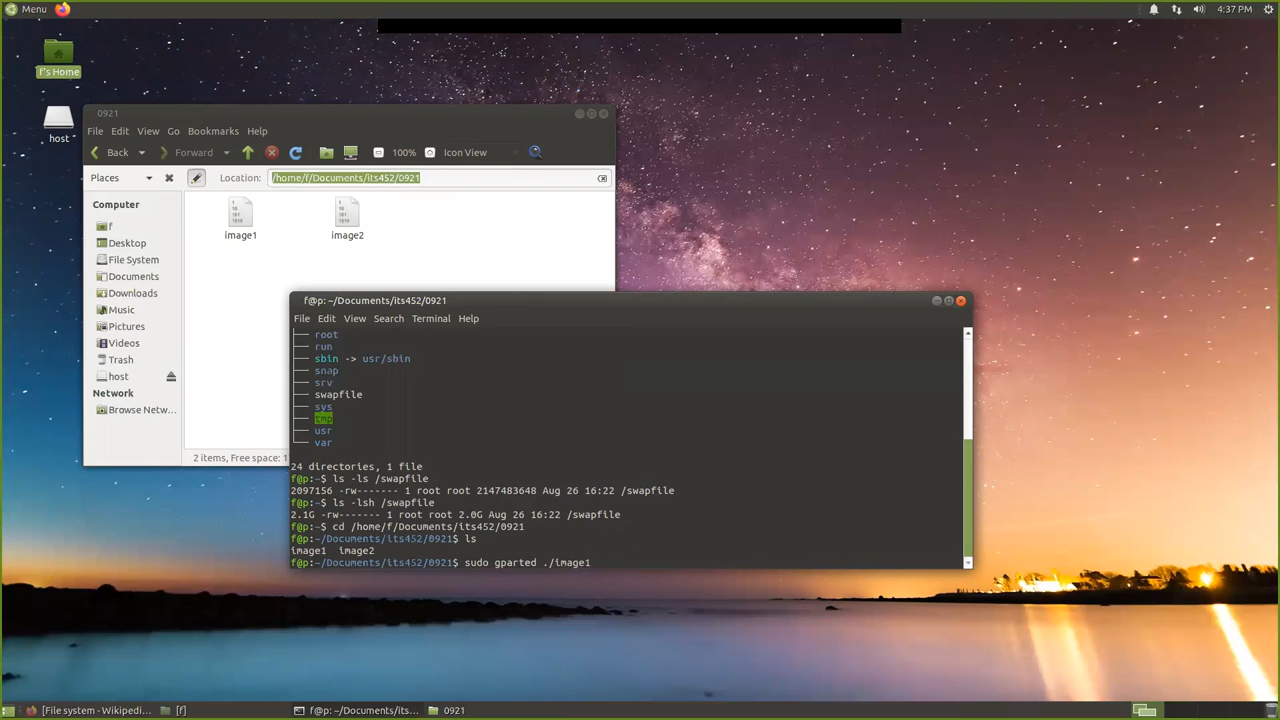 Menu
4:37 PM
f's Home
host
0921
File Edit View Go Bookmarks Help
Back Forward 100% Icon View
Places Location: /home/f/Documents/its452/0921
Computer
f
Desktop
File System
Documents
Downloads
Music
Pictures
Videos
Trash
host
Network
Browse Netw...
image1 image2
2 items, Free space: 1
f@p: ~/Documents/its452/0921
File Edit View Search Terminal Help
├── root
├── run
├── sbin -> usr/sbin
├── snap
├── srv
├── swapfile
├── sys
├── tmp
├── usr
└── var
24 directories, 1 file
f@p:~$ ls -ls /swapfile
2097156 -rw------- 1 root root 2147483648 Aug 26 16:22 /swapfile
f@p:~$ ls -lsh /swapfile
2.1G -rw------- 1 root root 2.0G Aug 26 16:22 /swapfile
f@p:~$ cd /home/f/Documents/its452/0921
f@p:~/Documents/its452/0921$ ls
image1  image2
f@p:~/Documents/its452/0921$ sudo gparted ./image1
[File system - Wikipedi... [f] f@p: ~/Documents/its... 0921